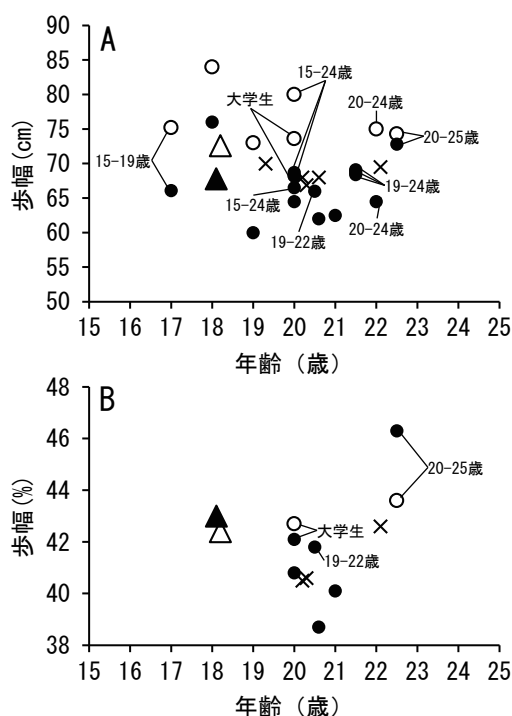 A
90
85
80
75
70
65
60
55
50
歩幅(cm)
15-24歳
大学生
20-24歳
20-25歳
15-19歳
15-24歳
19-24歳
19-22歳
20-24歳
15 16 17 18 19 20 21 22 23 24 25
年齢(歳)
B
48
46
44
42
40
38
歩幅(%)
20-25歳
大学生
19-22歳
15 16 17 18 19 20 21 22 23 24 25
年齢(歳)